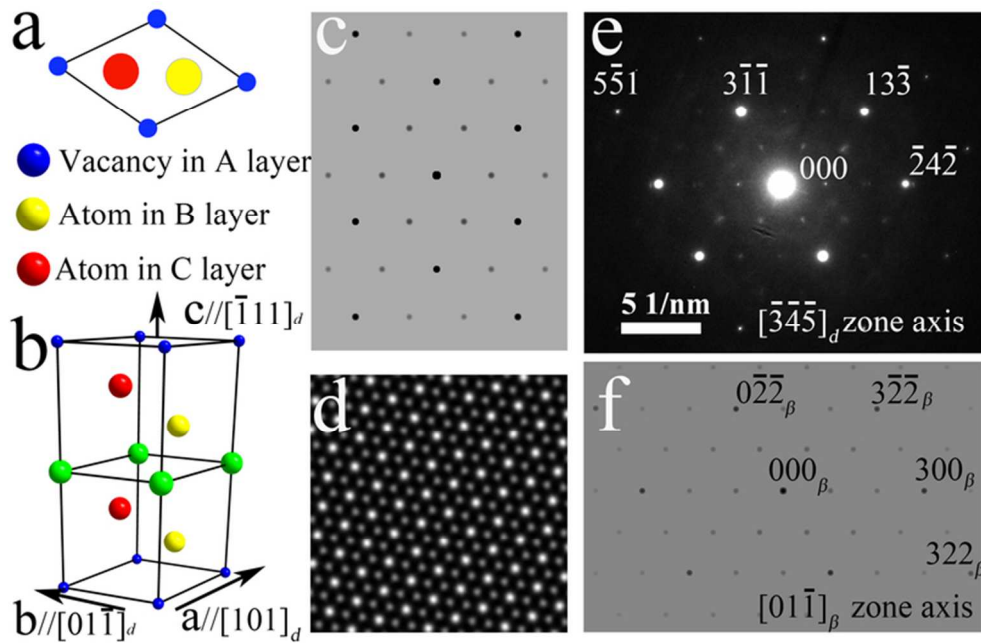 a
Vacancy in A layer
Atom in B layer
Atom in C layer
b
c//[1̄11]d
b//[011̄]d
a//[101]d
c
d
e
55̄1
31̄1̄
133̄
000
2̄42̄
5 1/nm
[3̄4̄5̄]d zone axis
f
02̄2̄β
32̄2̄β
000β
300β
322β
[011̄]β zone axis